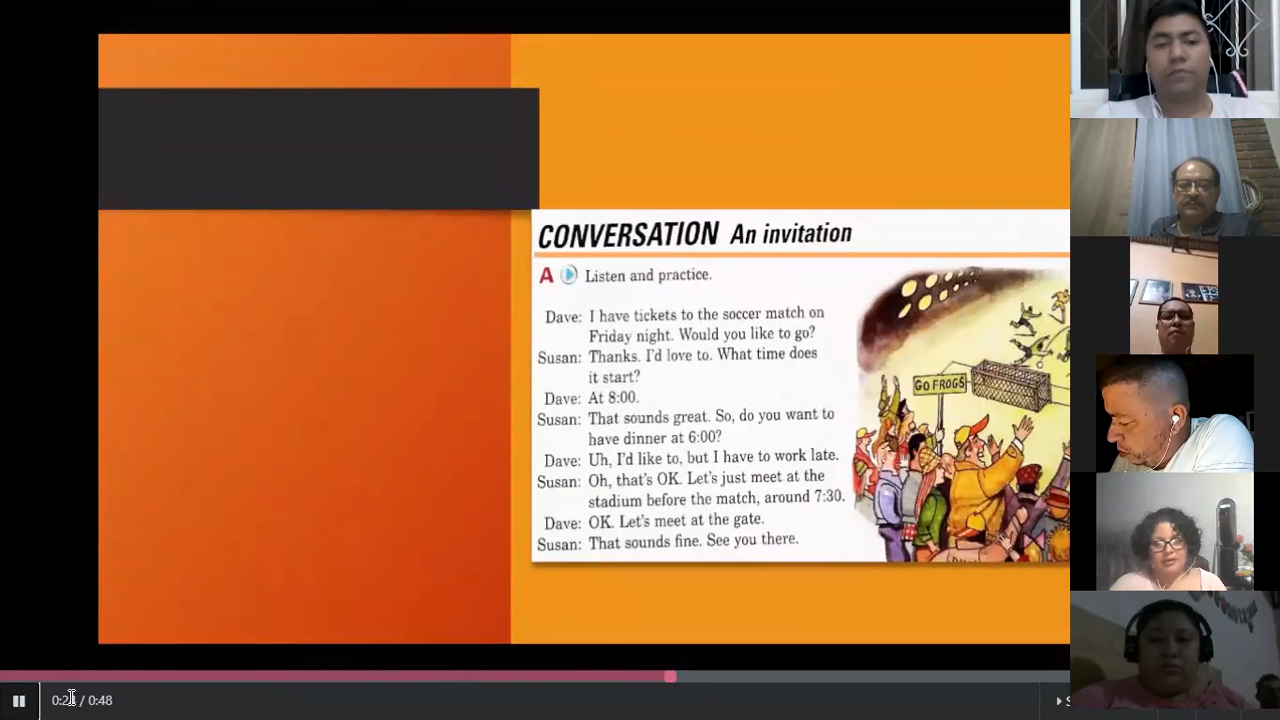 CONVERSATION An invitation
A Listen and practice.
Dave: I have tickets to the soccer match on
Friday night. Would you like to go?
Susan: Thanks. I'd love to. What time does
it start?
Dave: At 8:00.
Susan: That sounds great. So, do you want to
have dinner at 6:00?
Dave: Uh, I'd like to, but I have to work late.
Susan: Oh, that's OK. Let's just meet at the
stadium before the match, around 7:30.
Dave: OK. Let's meet at the gate.
Susan: That sounds fine. See you there.
GO FROGS
/ 0:48